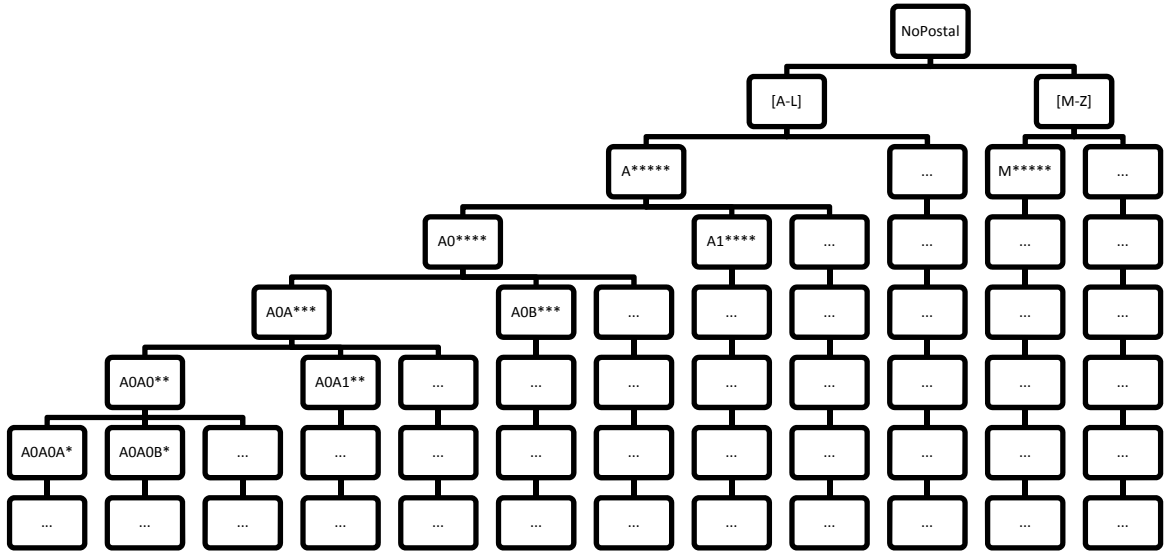 NoPostal
[A-L] [M-Z]
A***** ... M***** ...
A0**** A1**** ... ... ... ...
A0A*** A0B*** ... ... ... ... ...
A0A0** A0A1** ... ... ... ... ... ... ...
A0A0A* A0A0B* ... ... ... ... ... ... ... ... ...
... ... ... ... ... ... ... ... ... ... ... ...